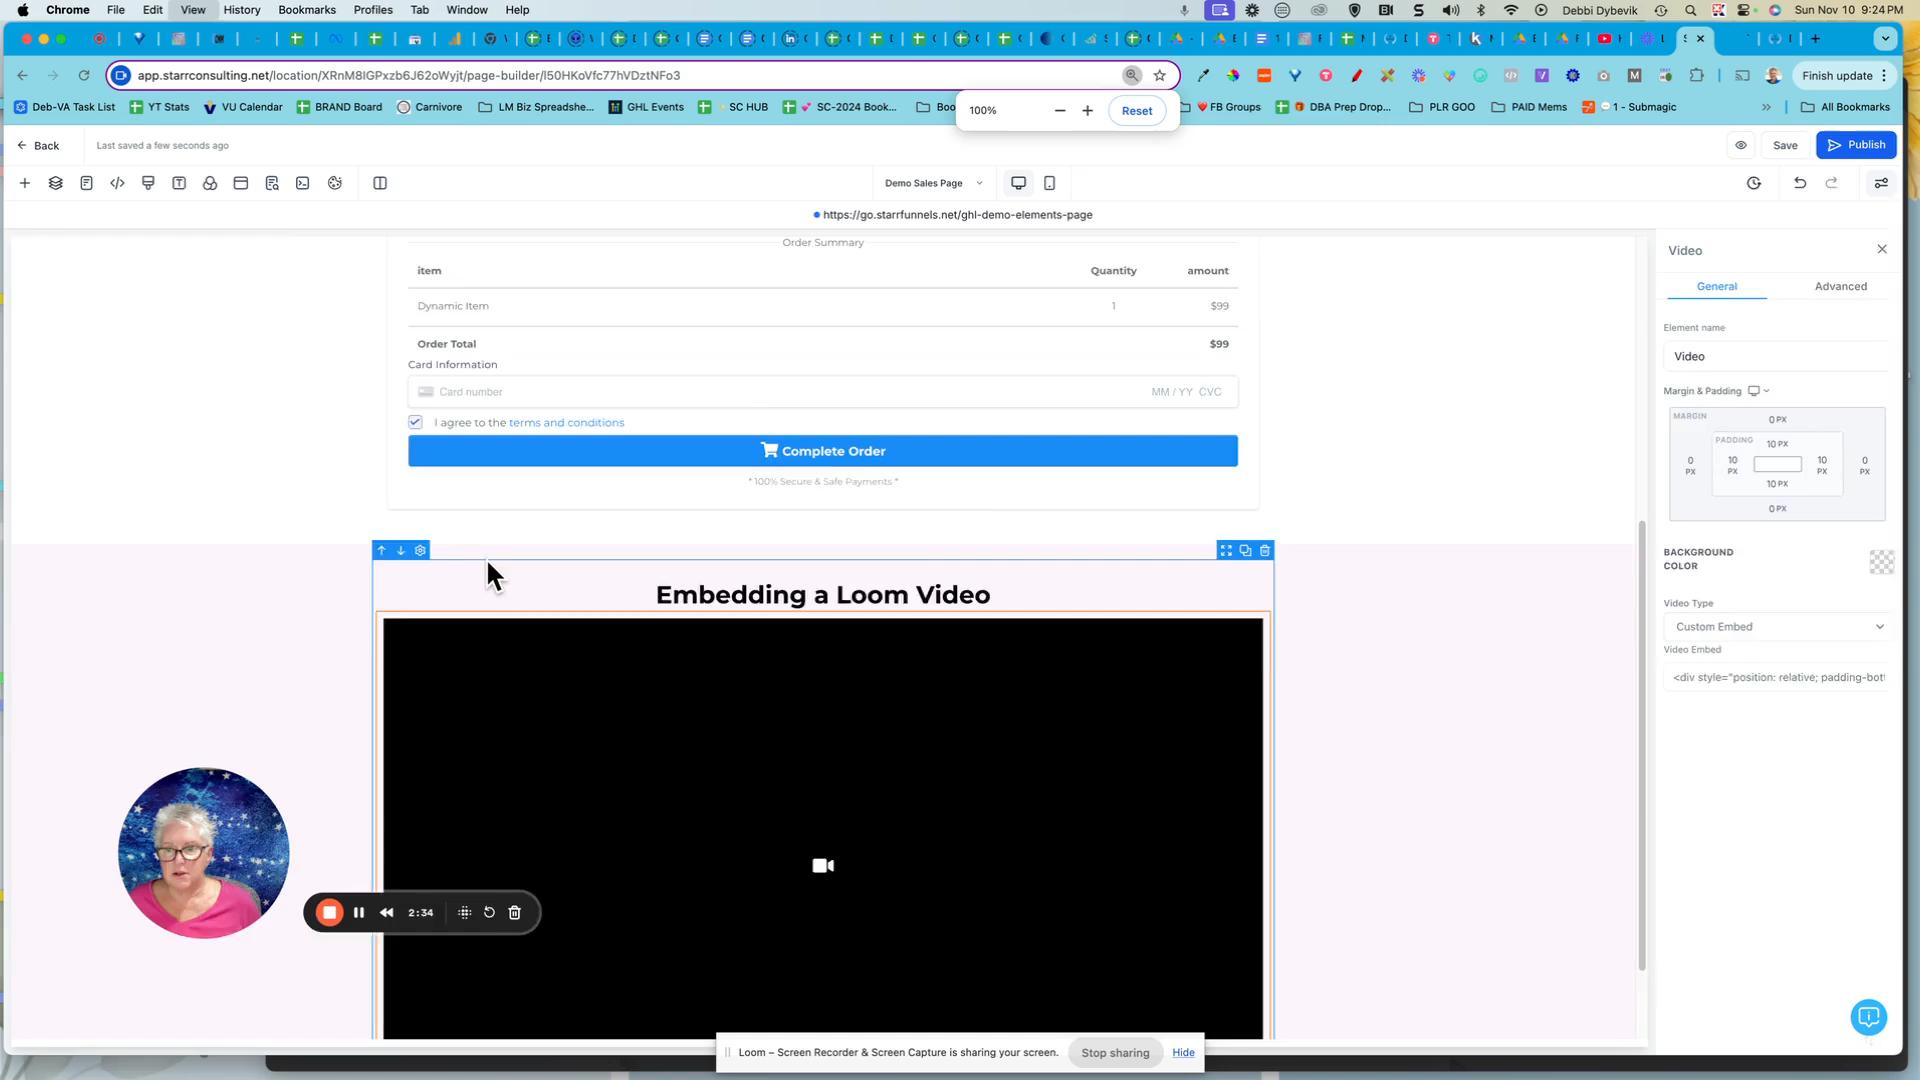 Chrome File Edit View History Bookmarks Profiles Tab Window Help Debbi Dybevik Sun Nov 10 9:24 PM
app.starrconsulting.net/location/XRnM8IGPxzb6J62oWyjt/page-builder/l50HKoVfc77hVDztNFo3 Finish update
Deb-VA Task List YT Stats VU Calendar BRAND Board Carnivore LM Biz Spreadshe... GHL Events SC HUB SC-2024 Book... FB Groups DBA Prep Drop... PLR GOO PAID Mems 1 - Submagic All Bookmarks
100% Reset
Back Last saved a few seconds ago Save Publish
Demo Sales Page
https://go.starrfunnels.net/ghl-demo-elements-page
Order Summary
item Quantity amount
Dynamic Item 1 $99
Order Total $99
Card Information
Card number MM / YY CVC
I agree to the terms and conditions
Complete Order
* 100% Secure & Safe Payments *
Embedding a Loom Video
2:34
Video
General Advanced
Element name
Video
Margin & Padding
MARGIN 0 PX
PADDING 10 PX
0 PX 10 PX 10 PX 0 PX
10 PX
0 PX
BACKGROUND COLOR
Video Type
Custom Embed
Video Embed
<div style="position: relative; padding-bott
Loom – Screen Recorder & Screen Capture is sharing your screen. Stop sharing Hide